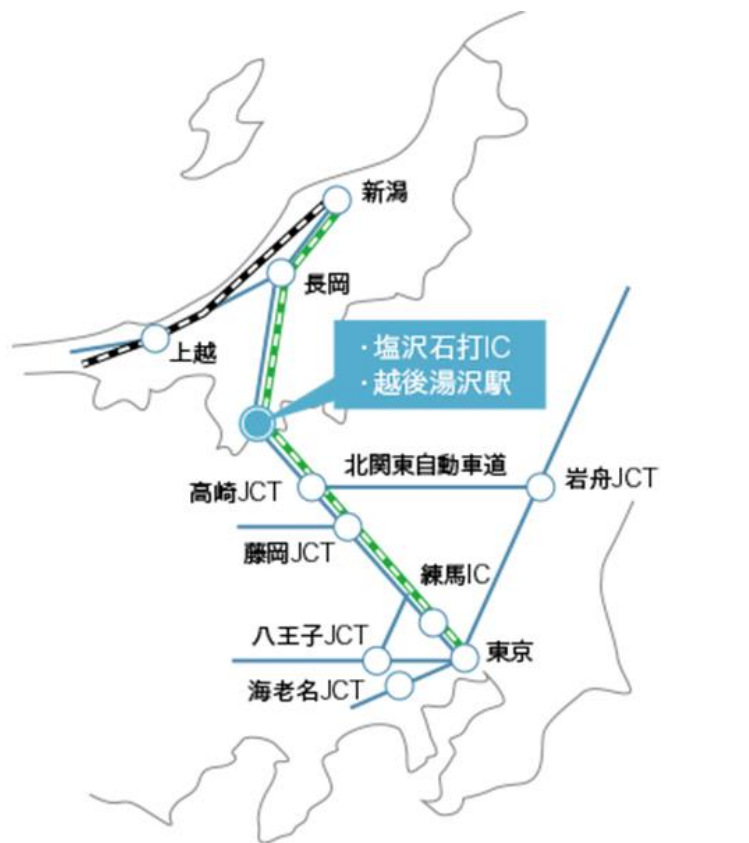 新潟
長岡
上越
・塩沢石打IC
・越後湯沢駅
北関東自動車道
岩舟JCT
高崎JCT
藤岡JCT
練馬IC
八王子JCT
東京
海老名JCT